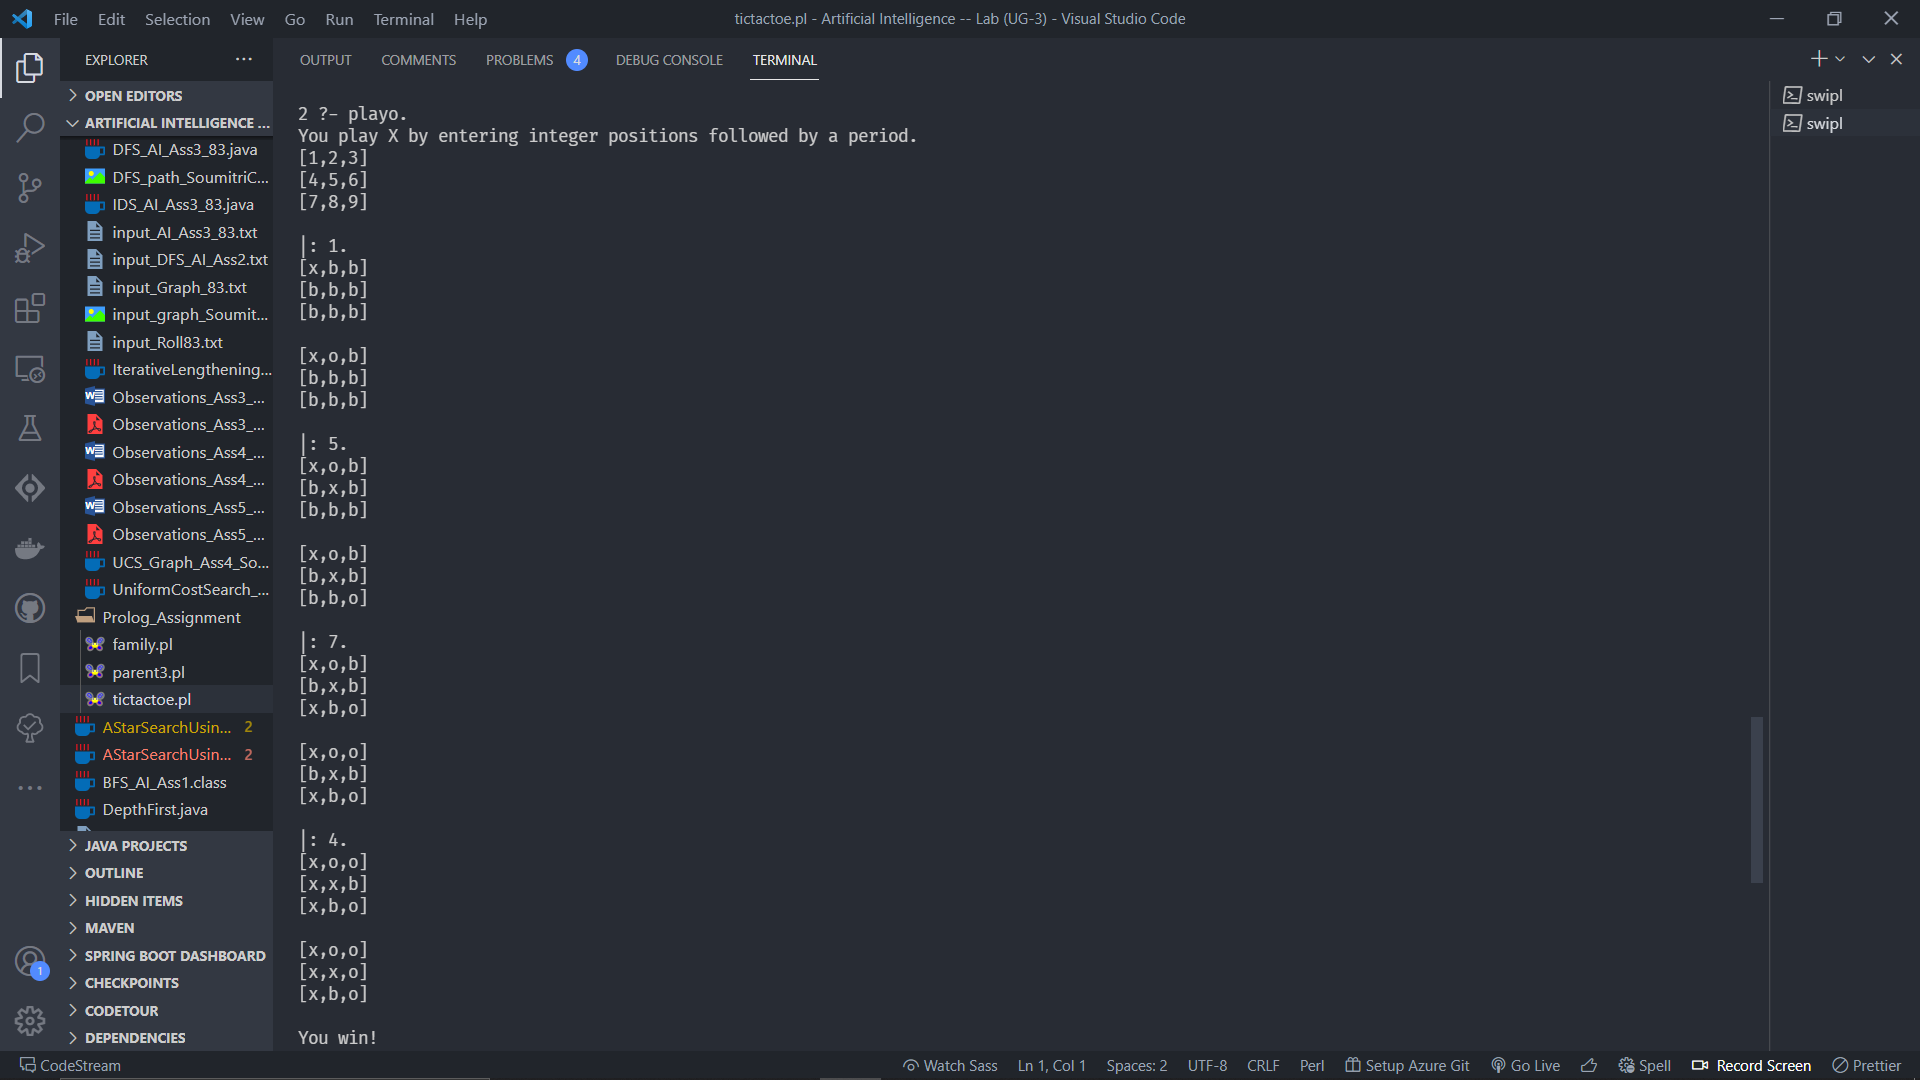 File Edit Selection View Go Run Terminal Help
tictactoe.pl - Artificial Intelligence -- Lab (UG-3) - Visual Studio Code
EXPLORER
OPEN EDITORS
ARTIFICIAL INTELLIGENCE ...
DFS_AI_Ass3_83.java
DFS_path_SoumitriC...
IDS_AI_Ass3_83.java
input_AI_Ass3_83.txt
input_DFS_AI_Ass2.txt
input_Graph_83.txt
input_graph_Soumit...
input_Roll83.txt
IterativeLengthening...
Observations_Ass3_...
Observations_Ass3_...
Observations_Ass4_...
Observations_Ass4_...
Observations_Ass5_...
Observations_Ass5_...
UCS_Graph_Ass4_So...
UniformCostSearch_...
Prolog_Assignment
family.pl
parent3.pl
tictactoe.pl
AStarSearchUsin... 2
AStarSearchUsin... 2
BFS_AI_Ass1.class
DepthFirst.java
JAVA PROJECTS
OUTLINE
HIDDEN ITEMS
MAVEN
SPRING BOOT DASHBOARD
CHECKPOINTS
CODETOUR
DEPENDENCIES
1
OUTPUT COMMENTS PROBLEMS 4 DEBUG CONSOLE TERMINAL
2 ?- playo.
You play X by entering integer positions followed by a period.
[1,2,3]
[4,5,6]
[7,8,9]
|: 1.
[x,b,b]
[b,b,b]
[b,b,b]
[x,o,b]
[b,b,b]
[b,b,b]
|: 5.
[x,o,b]
[b,x,b]
[b,b,b]
[x,o,b]
[b,x,b]
[b,b,o]
|: 7.
[x,o,b]
[b,x,b]
[x,b,o]
[x,o,o]
[b,x,b]
[x,b,o]
|: 4.
[x,o,o]
[x,x,b]
[x,b,o]
[x,o,o]
[x,x,o]
[x,b,o]
You win!
swipl
swipl
CodeStream
Watch Sass Ln 1, Col 1 Spaces: 2 UTF-8 CRLF Perl Setup Azure Git Go Live Spell Record Screen Prettier